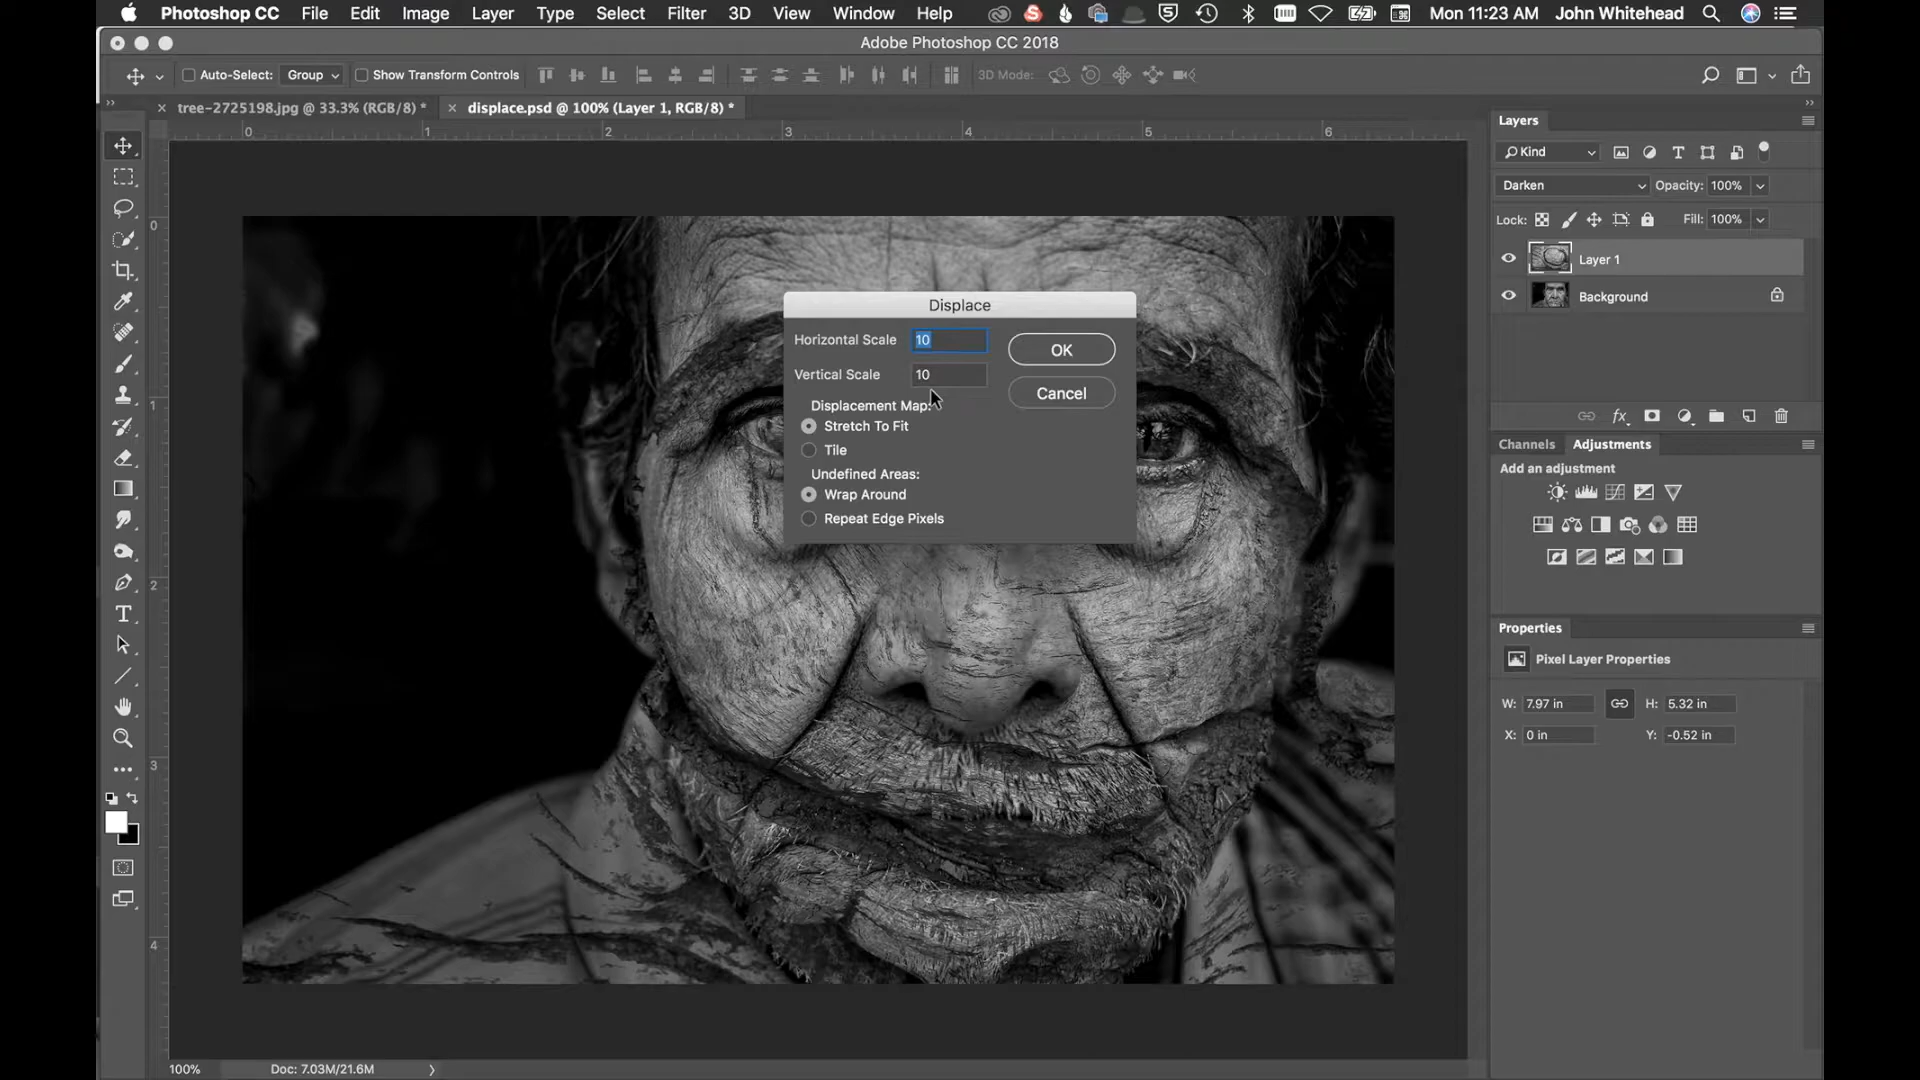 Photoshop CC File Edit Image Layer Type Select Filter 3D View Window Help Mon 11:23 AM John Whitehead
Adobe Photoshop CC 2018
Auto-Select: Group Show Transform Controls 3D Mode:
tree-2725198.jpg @ 33.3% (RGB/8) * displace.psd @ 100% (Layer 1, RGB/8) *
0 1 2 3 4 5 6
0
1
2
3
4
Displace
Horizontal Scale 10 OK
Vertical Scale 10 Cancel
Displacement Map:
Stretch To Fit
Tile
Undefined Areas:
Wrap Around
Repeat Edge Pixels
Layers
Kind
Darken Opacity: 100%
Lock: Fill: 100%
Layer 1
Background
Channels Adjustments
Add an adjustment
Properties
Pixel Layer Properties
W: 7.97 in H: 5.32 in
X: 0 in Y: -0.52 in
100% Doc: 7.03M/21.6M